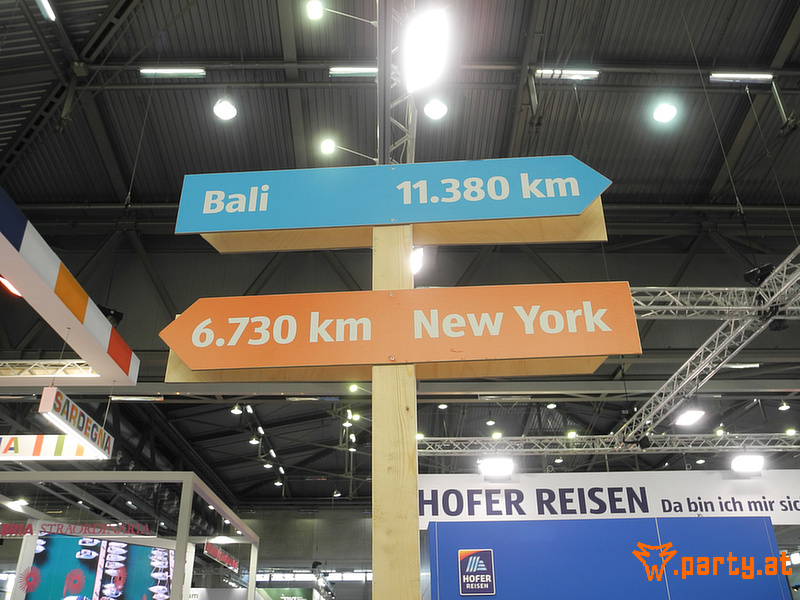 Bali 11.380 km
6.730 km New York
SARDEGNA
STRAORDINARIA
HOFER REISEN Da bin ich mir sic
HOFER
REISEN
w.party.at